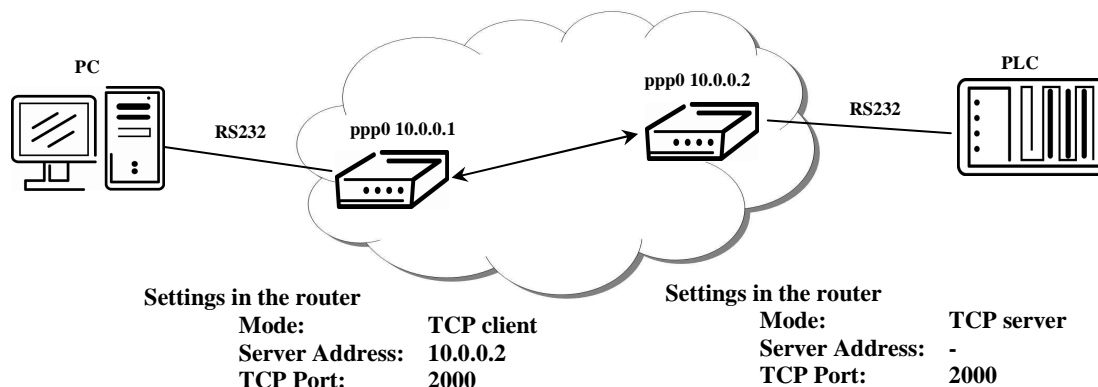 PC
PLC
ppp0 10.0.0.2
RS232
RS232
ppp0 10.0.0.1
Settings in the router
Mode: TCP client
Server Address: 10.0.0.2
TCP Port: 2000
Settings in the router
Mode: TCP server
Server Address: -
TCP Port: 2000